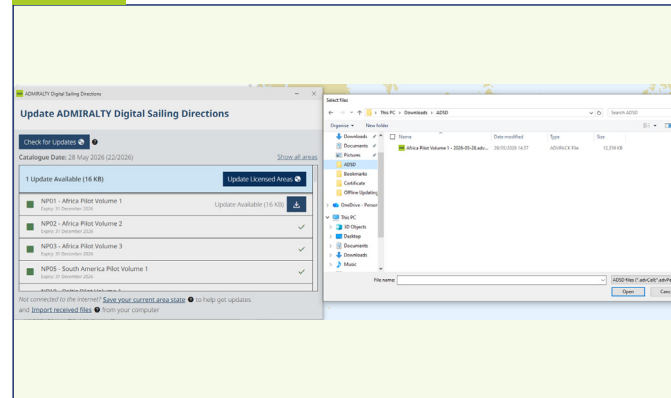 ADMIRALTY Digital Sailing Directions
Update ADMIRALTY Digital Sailing Directions
Check for Updates
Catalogue Date: 28 May 2026 (22/2026)
Show all areas
1 Update Available (16 KB)
Update Licensed Areas
NP01 - Africa Pilot Volume 1
Expiry: 31 December 2026
Update Available (16 KB)
NP02 - Africa Pilot Volume 2
Expiry: 31 December 2026
NP03 - Africa Pilot Volume 3
Expiry: 31 December 2026
NP05 - South America Pilot Volume 1
Expiry: 31 December 2026
Not connected to the internet? Save your current area state to help get updates
and Import received files from your computer
Select files
This PC > Downloads > ADSD
Search ADSD
Organise
New folder
Downloads
Documents
Pictures
ADSD
Bookmarks
Certificate
Offline Updating
OneDrive - Person
This PC
3D Objects
Desktop
Documents
Downloads
Music
Name
Date modified
Type
Size
Africa Pilot Volume 1 - 2026-05-28.adv...
28/05/2026 14:37
ADVPACK File
File name:
Open
Canc